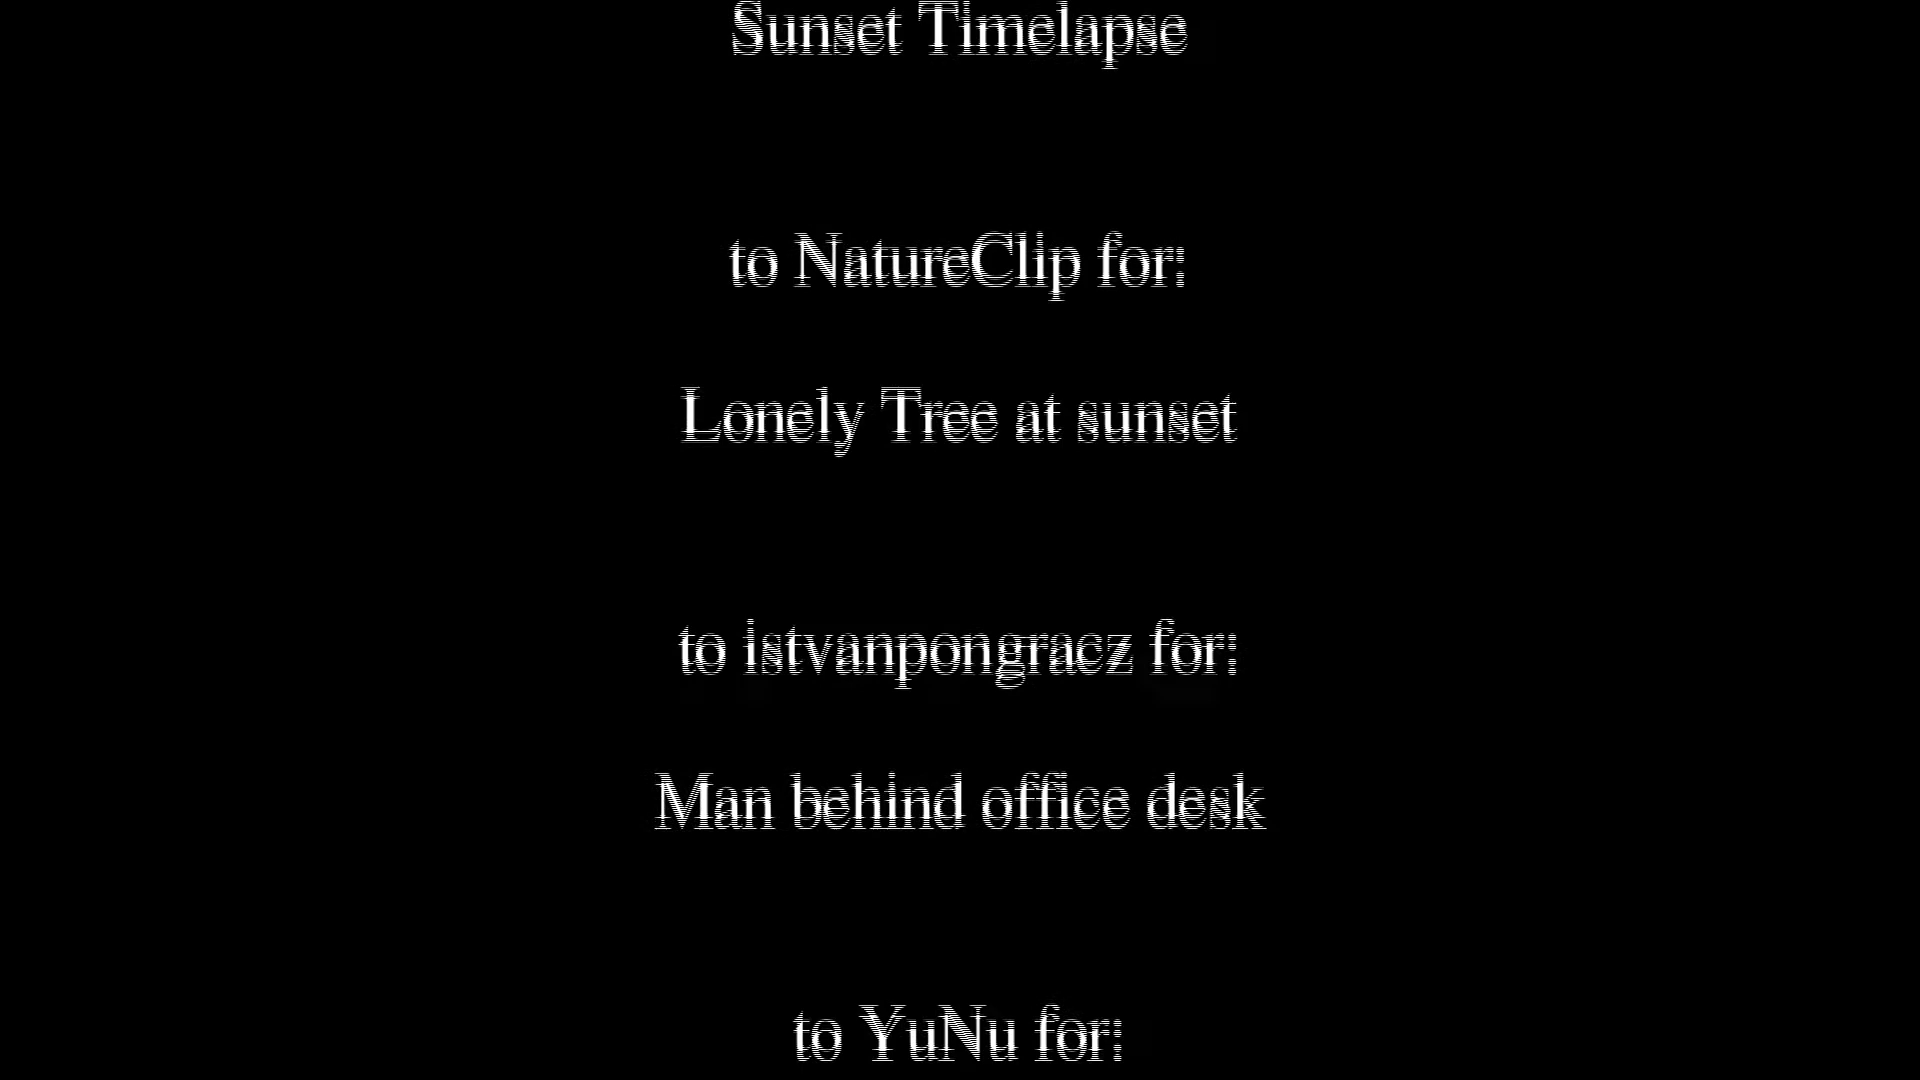 Sunset Timelapse
to NatureClip for:
Lonely Tree at sunset
to istvanpongracz for:
Man behind office desk
to YuNu for: